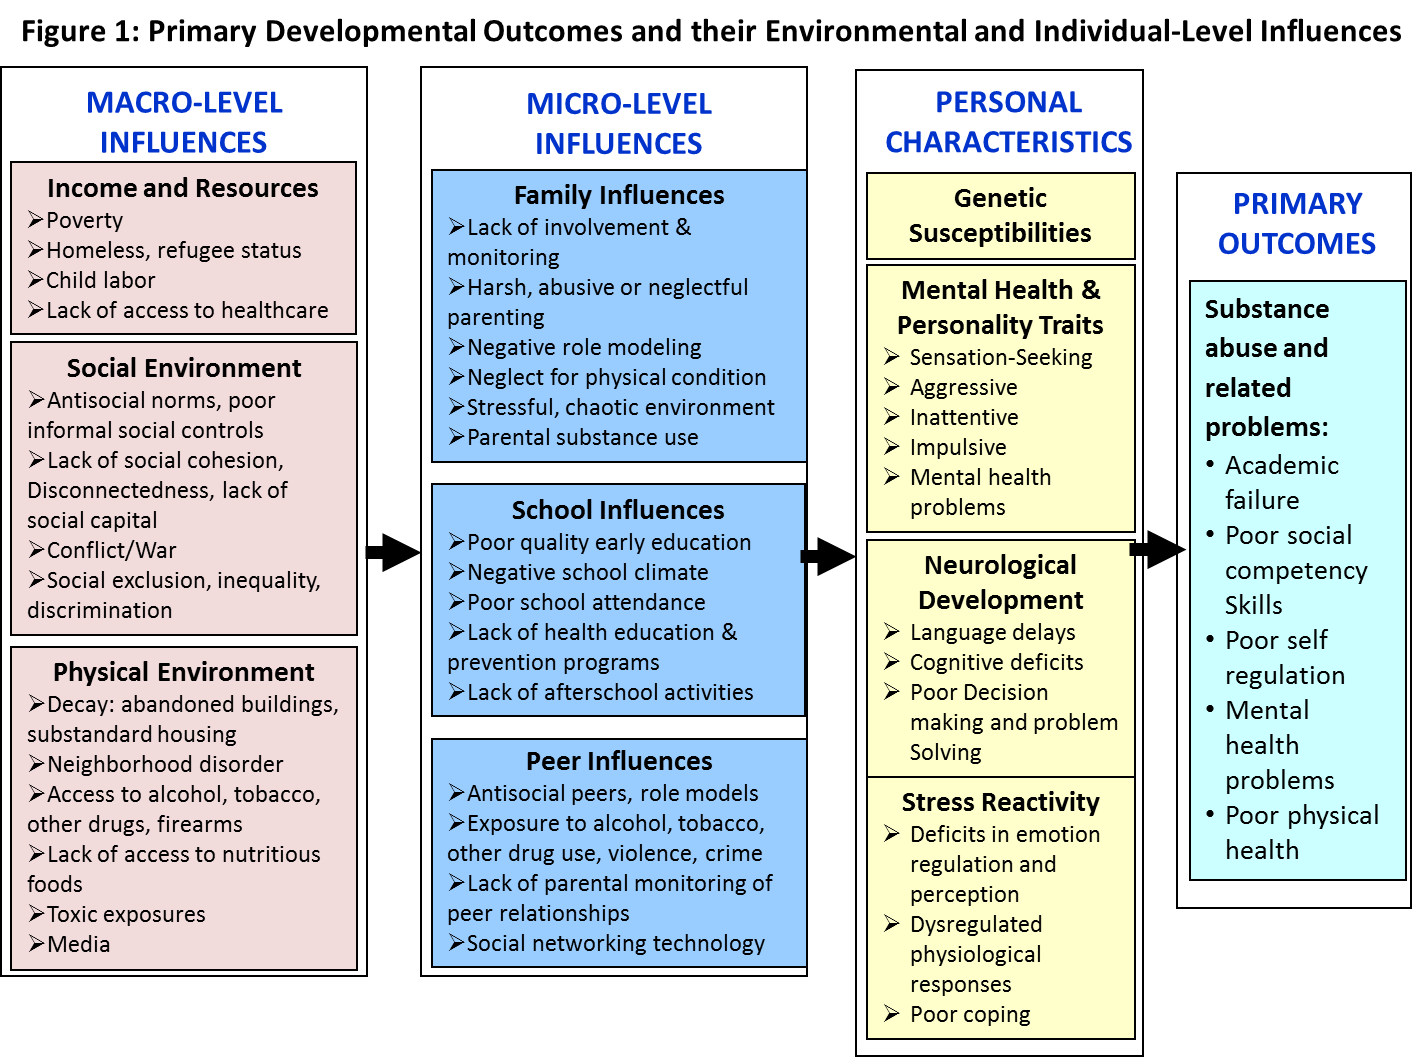 Figure 1: Primary Developmental Outcomes and their Environmental and Individual-Level Influences
MACRO-LEVEL
INFLUENCES
Income and Resources
➢Poverty
➢Homeless, refugee status
➢Child labor
➢Lack of access to healthcare
Social Environment
➢Antisocial norms, poor
informal social controls
➢Lack of social cohesion,
Disconnectedness, lack of
social capital
➢Conflict/War
➢Social exclusion, inequality,
discrimination
Physical Environment
➢Decay: abandoned buildings,
substandard housing
➢Neighborhood disorder
➢Access to alcohol, tobacco,
other drugs, firearms
➢Lack of access to nutritious
foods
➢Toxic exposures
➢Media
MICRO-LEVEL
INFLUENCES
Family Influences
➢Lack of involvement &
monitoring
➢Harsh, abusive or neglectful
parenting
➢Negative role modeling
➢Neglect for physical condition
➢Stressful, chaotic environment
➢Parental substance use
School Influences
➢Poor quality early education
➢Negative school climate
➢Poor school attendance
➢Lack of health education &
prevention programs
➢Lack of afterschool activities
Peer Influences
➢Antisocial peers, role models
➢Exposure to alcohol, tobacco,
other drug use, violence, crime
➢Lack of parental monitoring of
peer relationships
➢Social networking technology
PERSONAL
CHARACTERISTICS
Genetic
Susceptibilities
Mental Health &
Personality Traits
➢ Sensation-Seeking
➢ Aggressive
➢ Inattentive
➢ Impulsive
➢ Mental health
problems
Neurological
Development
➢ Language delays
➢ Cognitive deficits
➢ Poor Decision
making and problem
Solving
Stress Reactivity
➢ Deficits in emotion
regulation and
perception
➢ Dysregulated
physiological
responses
➢ Poor coping
PRIMARY
OUTCOMES
Substance
abuse and
related
problems:
• Academic
failure
• Poor social
competency
Skills
• Poor self
regulation
• Mental
health
problems
• Poor physical
health